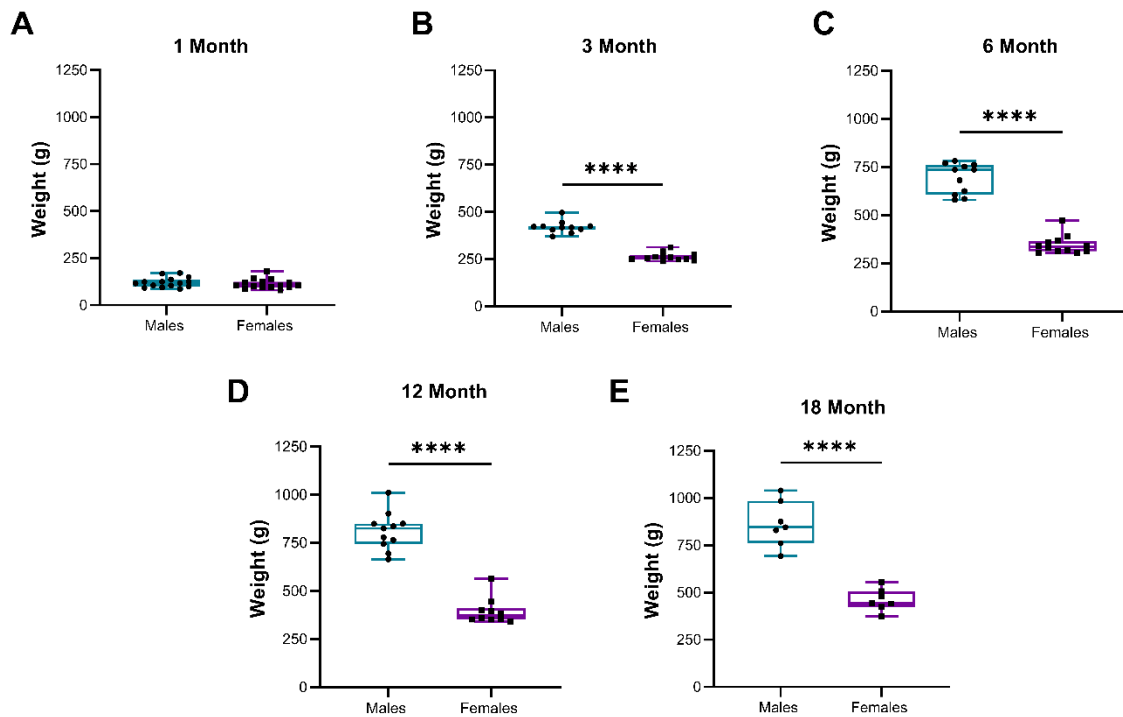 A
1 Month
Weight (g)
1250
1000
750
500
250
0
Males
Females
B
3 Month
Weight (g)
1250
1000
750
500
250
0
****
Males
Females
C
6 Month
Weight (g)
1250
1000
750
500
250
0
****
Males
Females
D
12 Month
Weight (g)
1250
1000
750
500
250
0
****
Males
Females
E
18 Month
Weight (g)
1250
1000
750
500
250
0
****
Males
Females